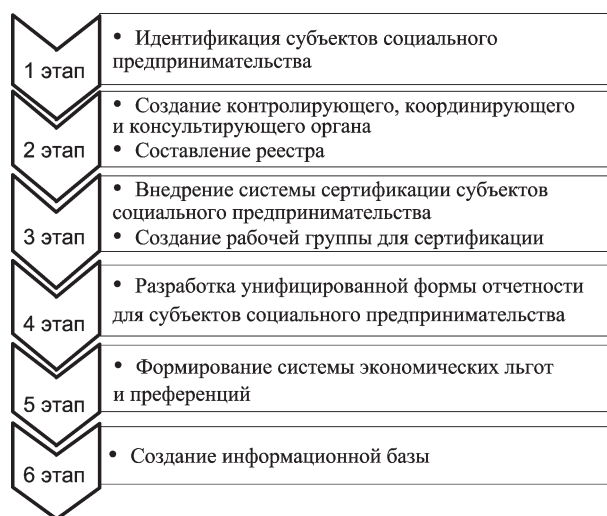 1 этап
• Идентификация субъектов социального
предпринимательства
2 этап
• Создание контролирующего, координирующего
и консультирующего органа
• Составление реестра
3 этап
• Внедрение системы сертификации субъектов
социального предпринимательства
• Создание рабочей группы для сертификации
4 этап
• Разработка унифицированной формы отчетности
для субъектов социального предпринимательства
5 этап
• Формирование системы экономических льгот
и преференций
6 этап
• Создание информационной базы